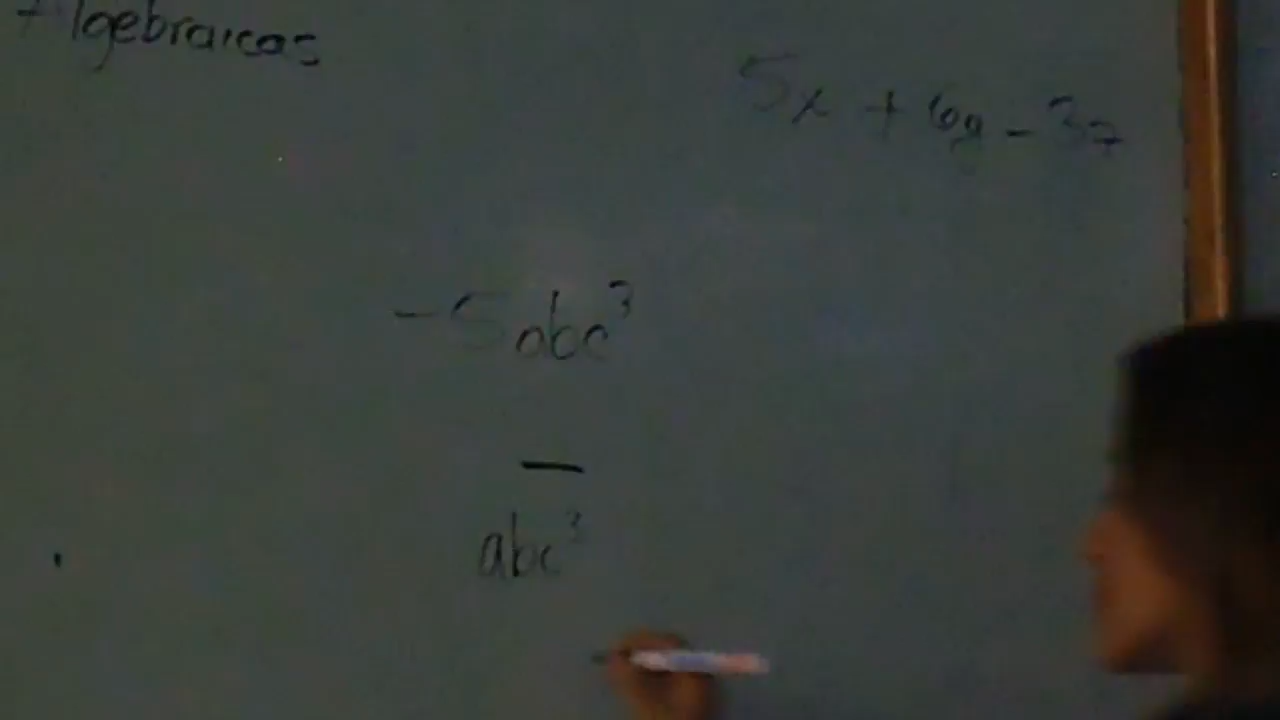 Algebraicas
5x + 6y - 3z
-5abc³
—
abc³